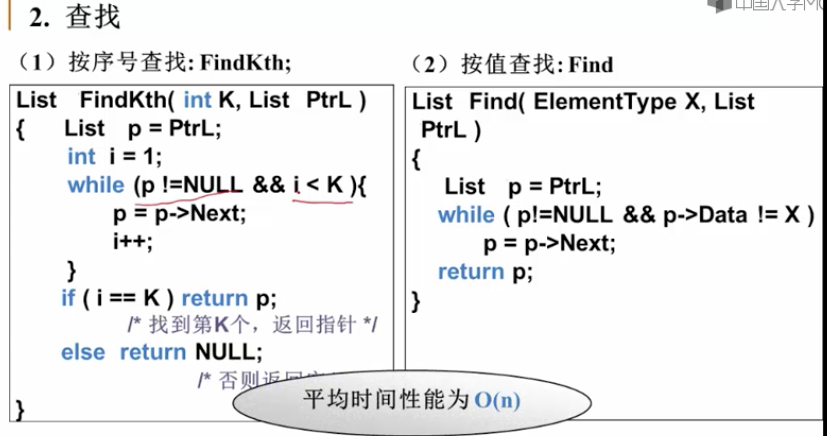 2. 查找
中国大学MO
（1）按序号查找: FindKth;
List FindKth( int K, List PtrL )
{ List p = PtrL;
int i = 1;
while (p !=NULL && i < K ){
p = p->Next;
i++;
}
if ( i == K ) return p;
/* 找到第K个，返回指针 */
else return NULL;
/* 否则返回
}
（2）按值查找: Find
List Find( ElementType X, List
PtrL )
{
List p = PtrL;
while ( p!=NULL && p->Data != X )
p = p->Next;
return p;
}
平均时间性能为 O(n)